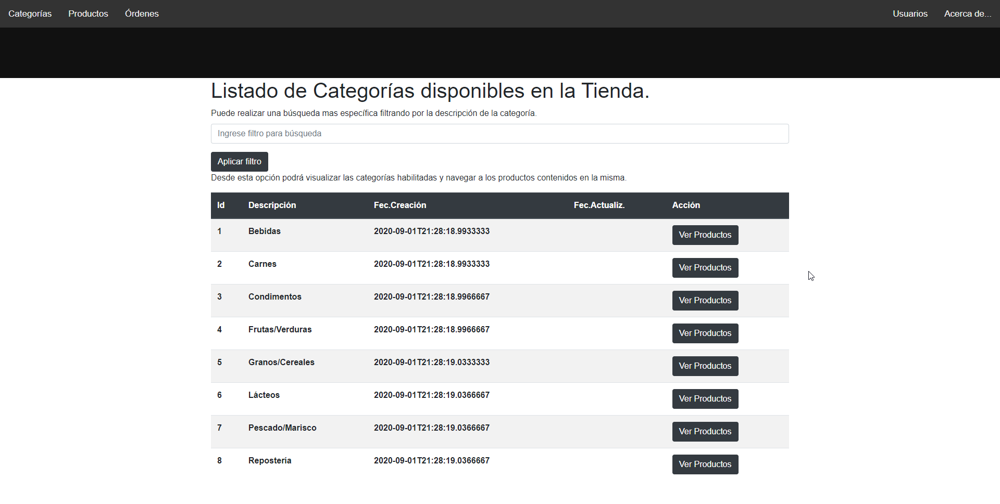 Categorías Productos Órdenes Usuarios Acerca de...
Listado de Categorías disponibles en la Tienda.
Puede realizar una búsqueda mas específica filtrando por la descripción de la categoría.
Ingrese filtro para búsqueda
Aplicar filtro
Desde esta opción podrá visualizar las categorías habilitadas y navegar a los productos contenidos en la misma.
Id Descripción Fec.Creación Fec.Actualiz. Acción
1 Bebidas 2020-09-01T21:28:18.9933333 Ver Productos
2 Carnes 2020-09-01T21:28:18.9933333 Ver Productos
3 Condimentos 2020-09-01T21:28:18.9966667 Ver Productos
4 Frutas/Verduras 2020-09-01T21:28:18.9966667 Ver Productos
5 Granos/Cereales 2020-09-01T21:28:19.0333333 Ver Productos
6 Lácteos 2020-09-01T21:28:19.0366667 Ver Productos
7 Pescado/Marisco 2020-09-01T21:28:19.0366667 Ver Productos
8 Repostería 2020-09-01T21:28:19.0366667 Ver Productos